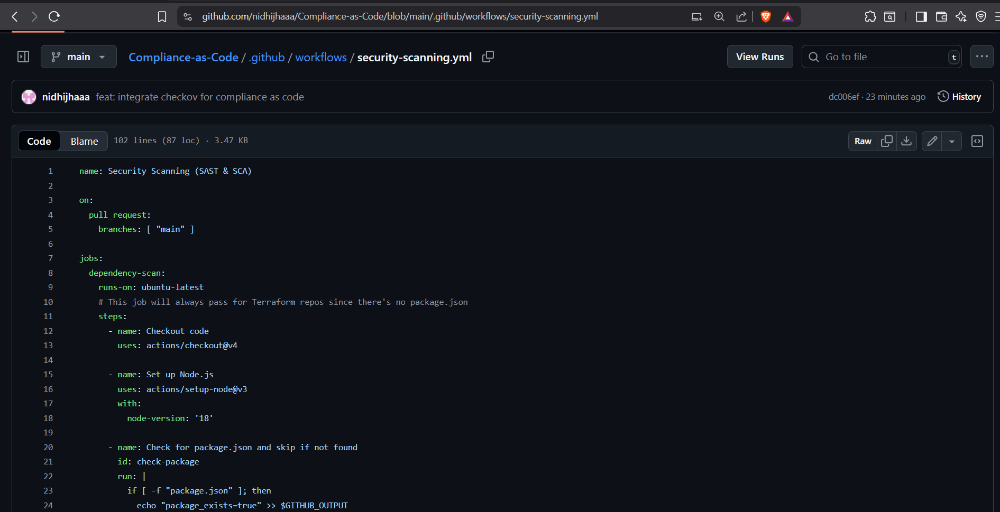 github.com/nidhijhaaa/Compliance-as-Code/blob/main/.github/workflows/security-scanning.yml
main
Compliance-as-Code / .github / workflows / security-scanning.yml
View Runs
Go to file
t
nidhijhaaa feat: integrate checkov for compliance as code
dc006ef · 23 minutes ago
History
Code
Blame
102 lines (87 loc) · 3.47 KB
Raw
1 name: Security Scanning (SAST & SCA)
2
3 on:
4   pull_request:
5     branches: [ "main" ]
6
7 jobs:
8   dependency-scan:
9     runs-on: ubuntu-latest
10     # This job will always pass for Terraform repos since there's no package.json
11     steps:
12       - name: Checkout code
13         uses: actions/checkout@v4
14
15       - name: Set up Node.js
16         uses: actions/setup-node@v3
17         with:
18           node-version: '18'
19
20       - name: Check for package.json and skip if not found
21         id: check-package
22         run: |
23           if [ -f "package.json" ]; then
24             echo "package_exists=true" >> $GITHUB_OUTPUT